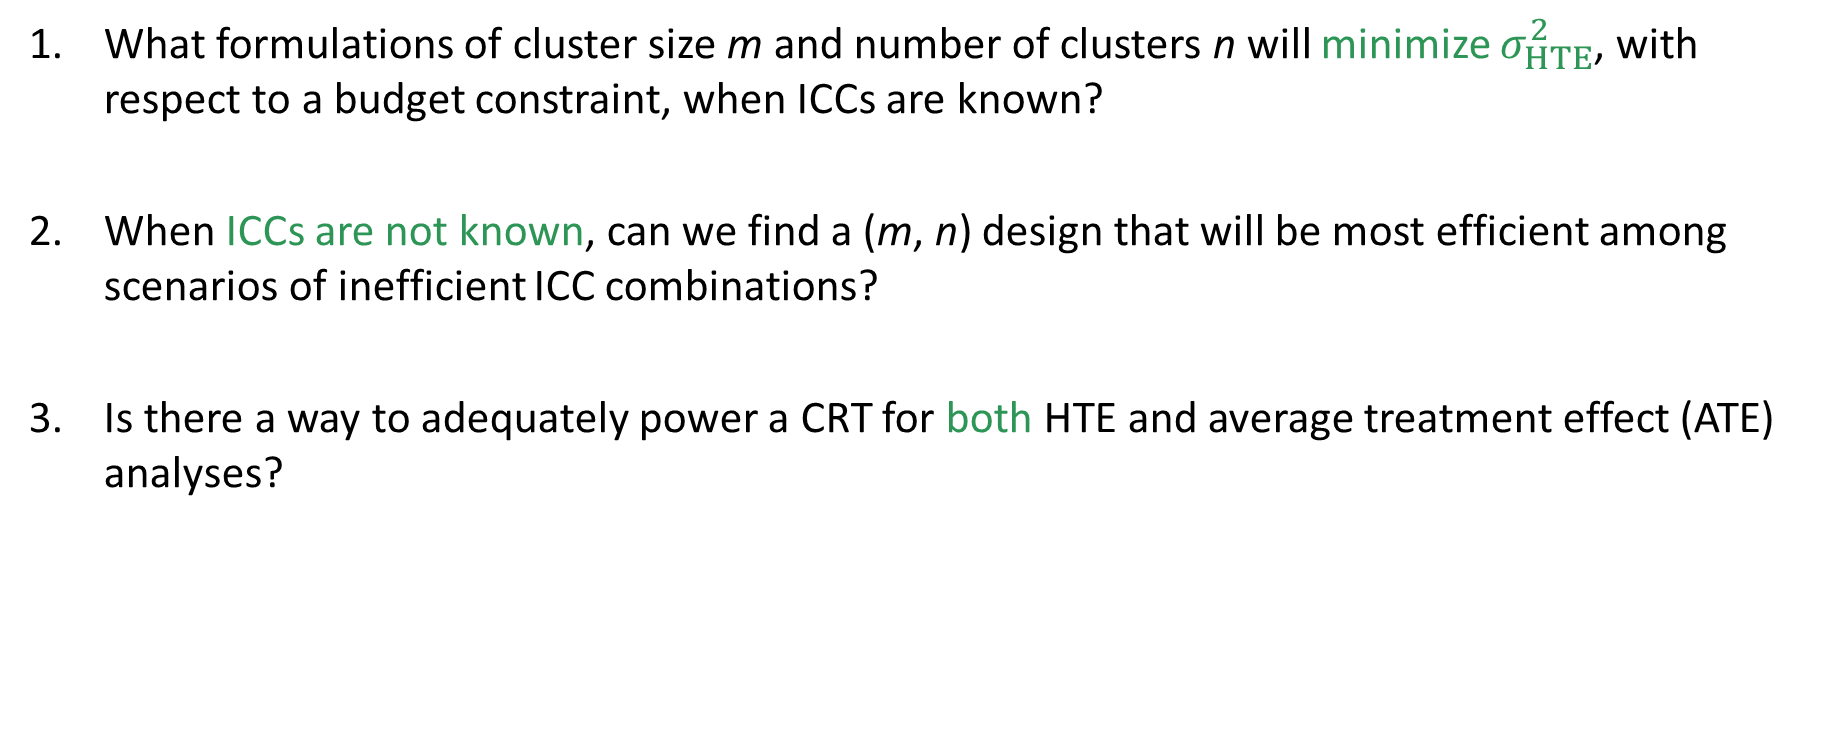 1. What formulations of cluster size m and number of clusters n will minimize σ²HTE, with
respect to a budget constraint, when ICCs are known?
2. When ICCs are not known, can we find a (m, n) design that will be most efficient among
scenarios of inefficient ICC combinations?
3. Is there a way to adequately power a CRT for both HTE and average treatment effect (ATE)
analyses?